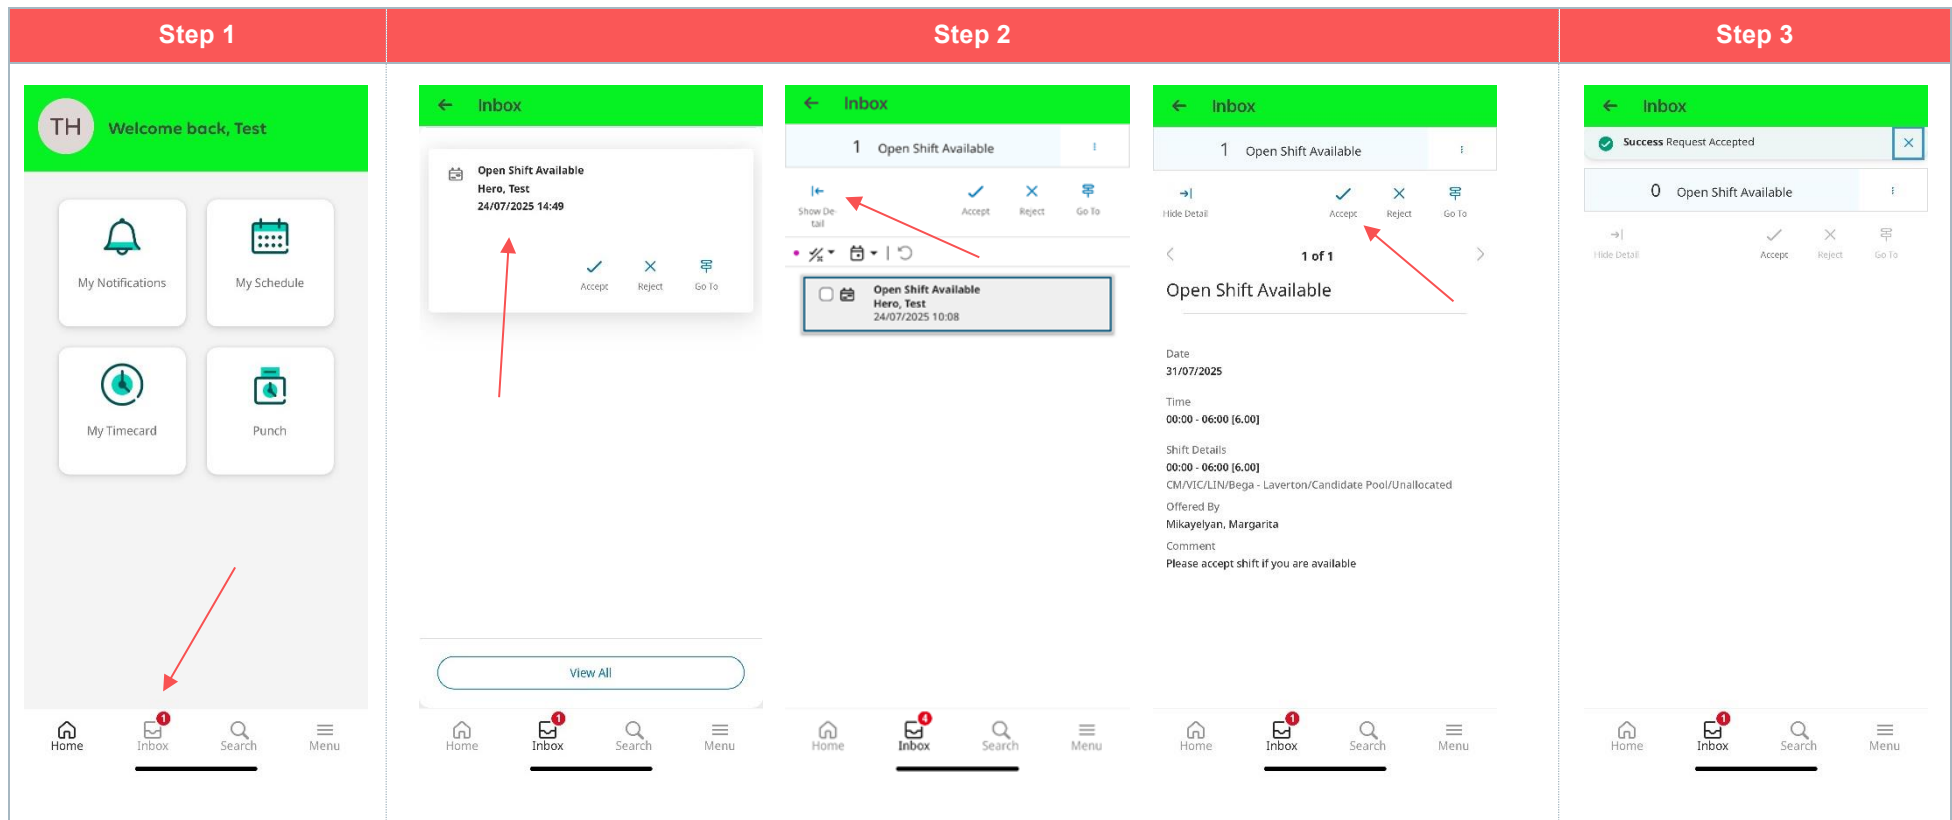 Step 1
Step 2
Step 3
TH
Welcome back, Test
My Notifications
My Schedule
My Timecard
Punch
1
Home
Inbox
Search
Menu
Inbox
Open Shift Available
Hero, Test
24/07/2025 14:49
Accept
Reject
Go To
View All
1
Home
Inbox
Search
Menu
Inbox
1 Open Shift Available
Show De-
tail
Accept
Reject
Go To
Open Shift Available
Hero, Test
24/07/2025 10:08
4
Home
Inbox
Search
Menu
Inbox
1 Open Shift Available
Hide Detail
Accept
Reject
Go To
1 of 1
Open Shift Available
Date
31/07/2025
Time
00:00 - 06:00 [6.00]
Shift Details
00:00 - 06:00 [6.00]
CM/VIC/LIN/Bega - Laverton/Candidate Pool/Unallocated
Offered By
Mikayelyan, Margarita
Comment
Please accept shift if you are available
1
Home
Inbox
Search
Menu
Inbox
Success Request Accepted
0 Open Shift Available
Hide Detail
Accept
Reject
Go To
1
Home
Inbox
Search
Menu